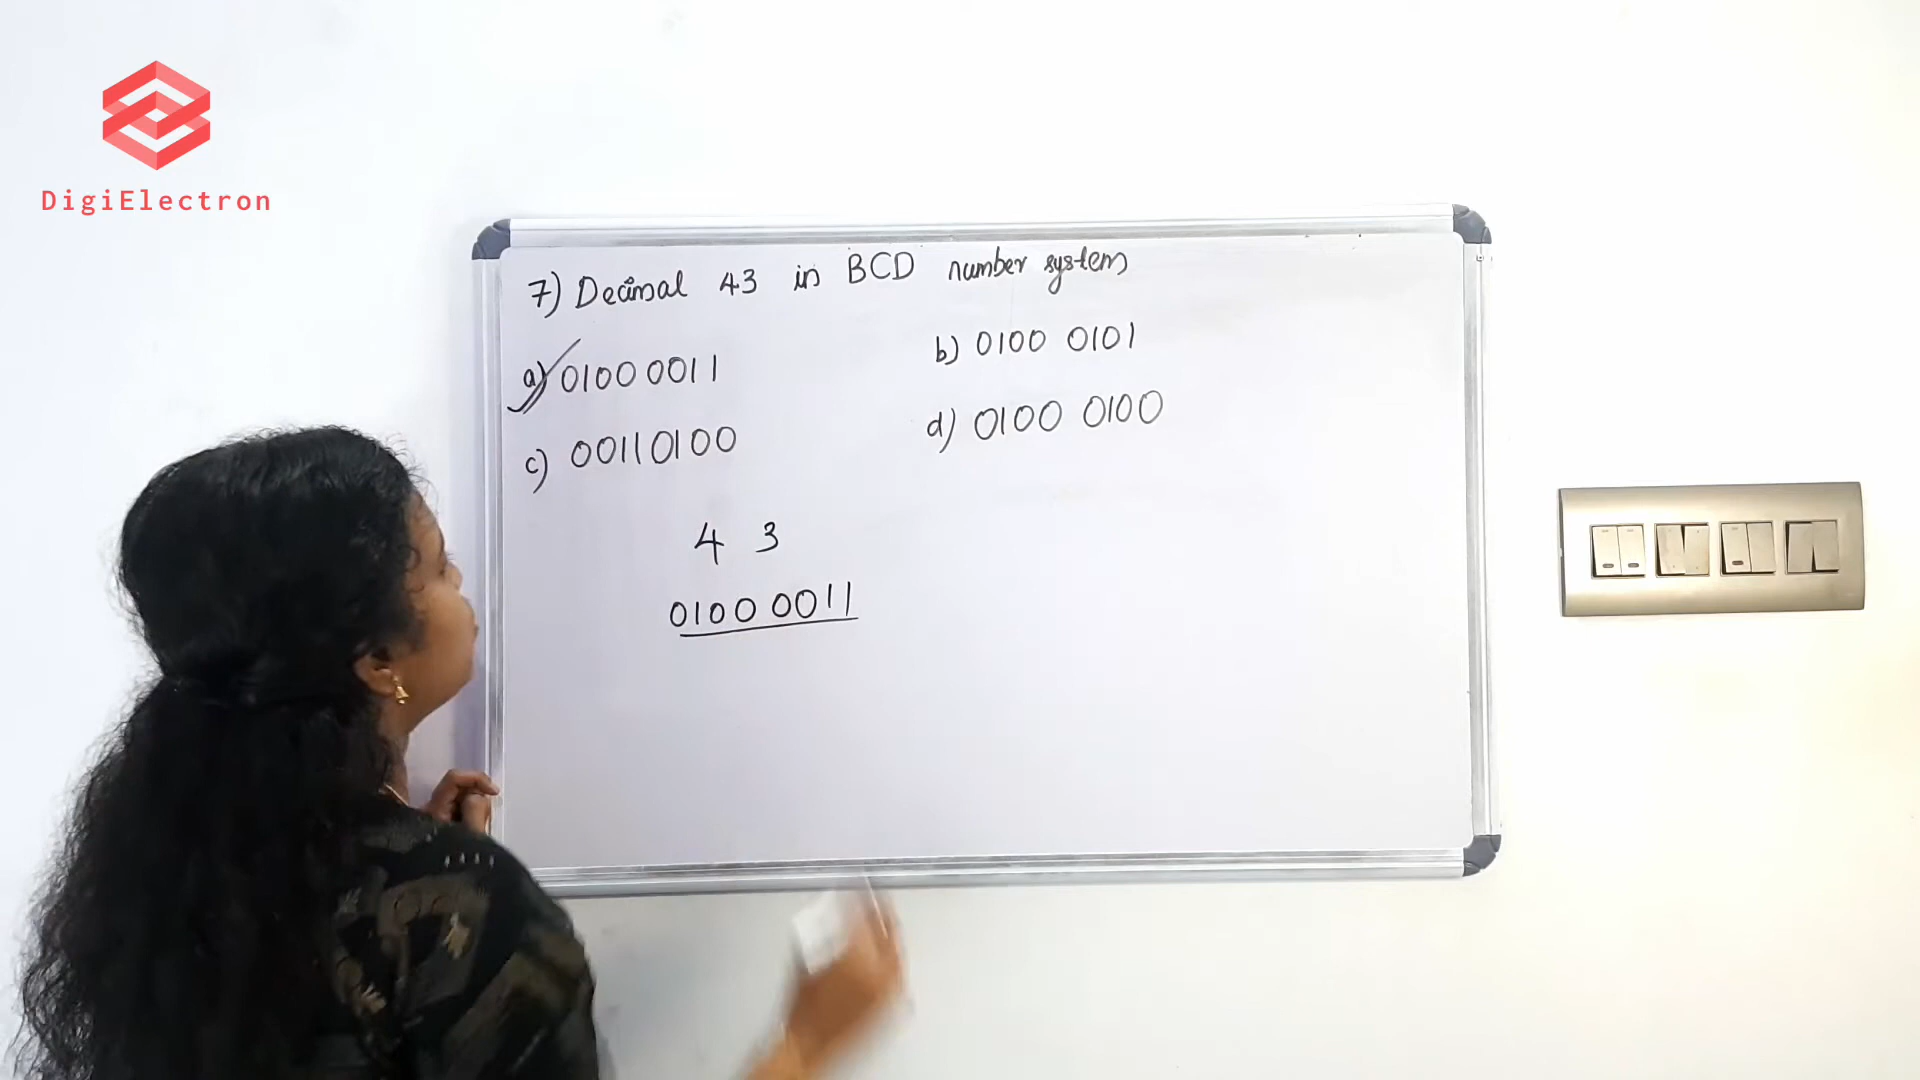 DigiElectron
7) Decimal 43 in BCD number system
a) 0100 0011
b) 0100 0101
c) 0011 0100
d) 0100 0100
4 3
0100 0011